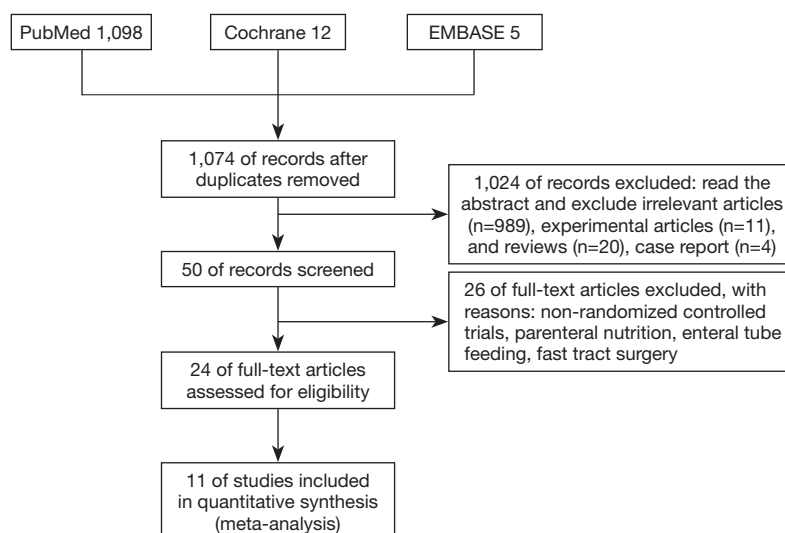 PubMed 1,098
Cochrane 12
EMBASE 5
1,074 of records after
duplicates removed
1,024 of records excluded: read the
abstract and exclude irrelevant articles
(n=989), experimental articles (n=11),
and reviews (n=20), case report (n=4)
50 of records screened
26 of full-text articles excluded, with
reasons: non-randomized controlled
trials, parenteral nutrition, enteral tube
feeding, fast tract surgery
24 of full-text articles
assessed for eligibility
11 of studies included
in quantitative synthesis
(meta-analysis)